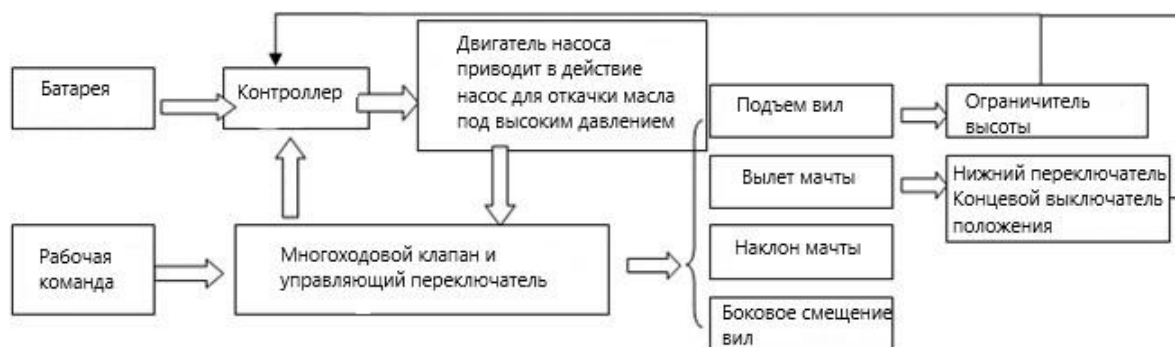 Батарея
Контроллер
Двигатель насоса
приводит в действие
насос для откачки масла
под высоким давлением
Подъем вил
Ограничитель
высоты
Вылет мачты
Нижний переключатель
Концевой выключатель
положения
Рабочая
команда
Многоходовой клапан и
управляющий переключатель
Наклон мачты
Боковое смещение
вил